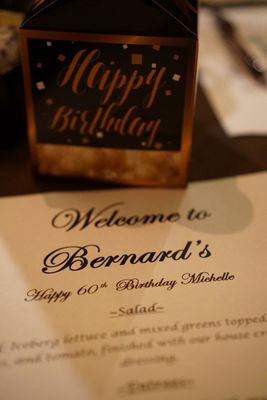 Happy
Birthday
Welcome to
Bernard's
Happy 60th Birthday Michelle
~Salad~
Iceberg lettuce and mixed greens topped
and tomato, finished with our house
dressing.